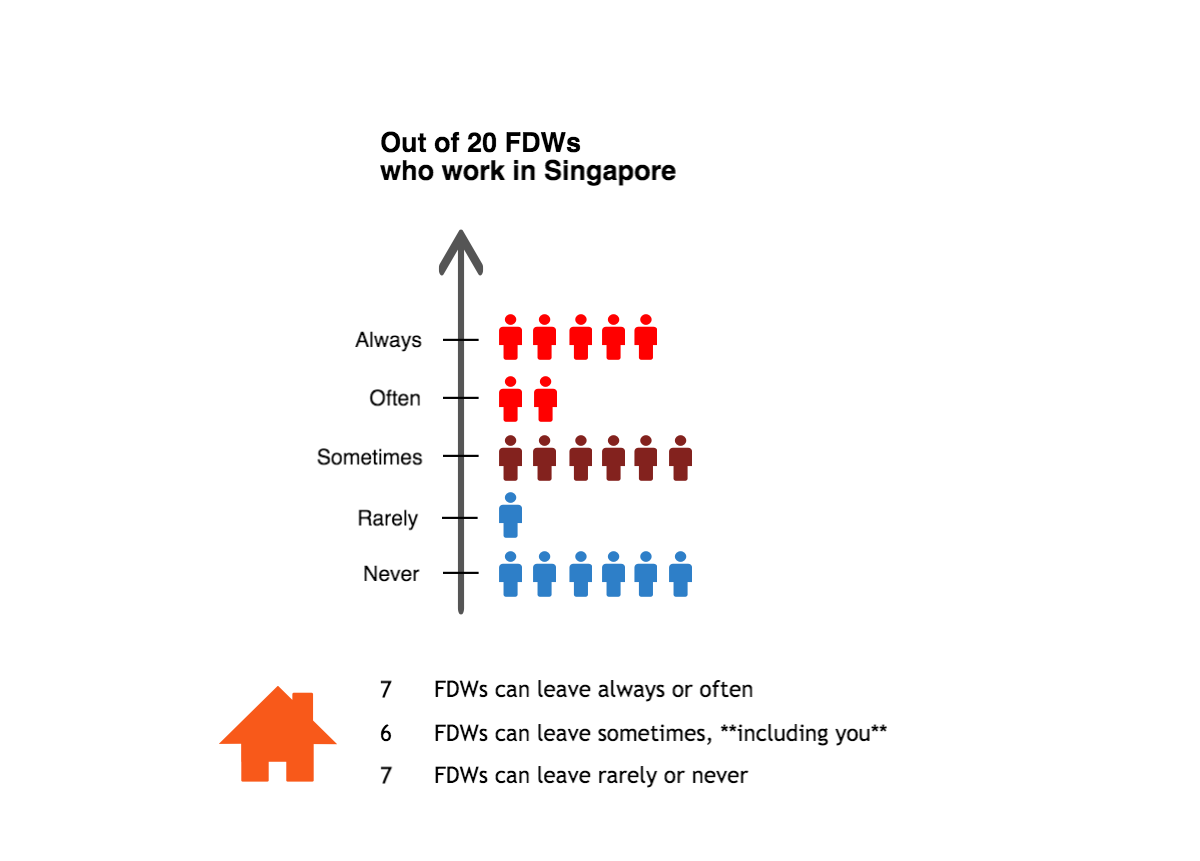 Out of 20 FDWs
who work in Singapore
Always
Often
Sometimes
Rarely
Never
7 FDWs can leave always or often
6 FDWs can leave sometimes, **including you**
7 FDWs can leave rarely or never